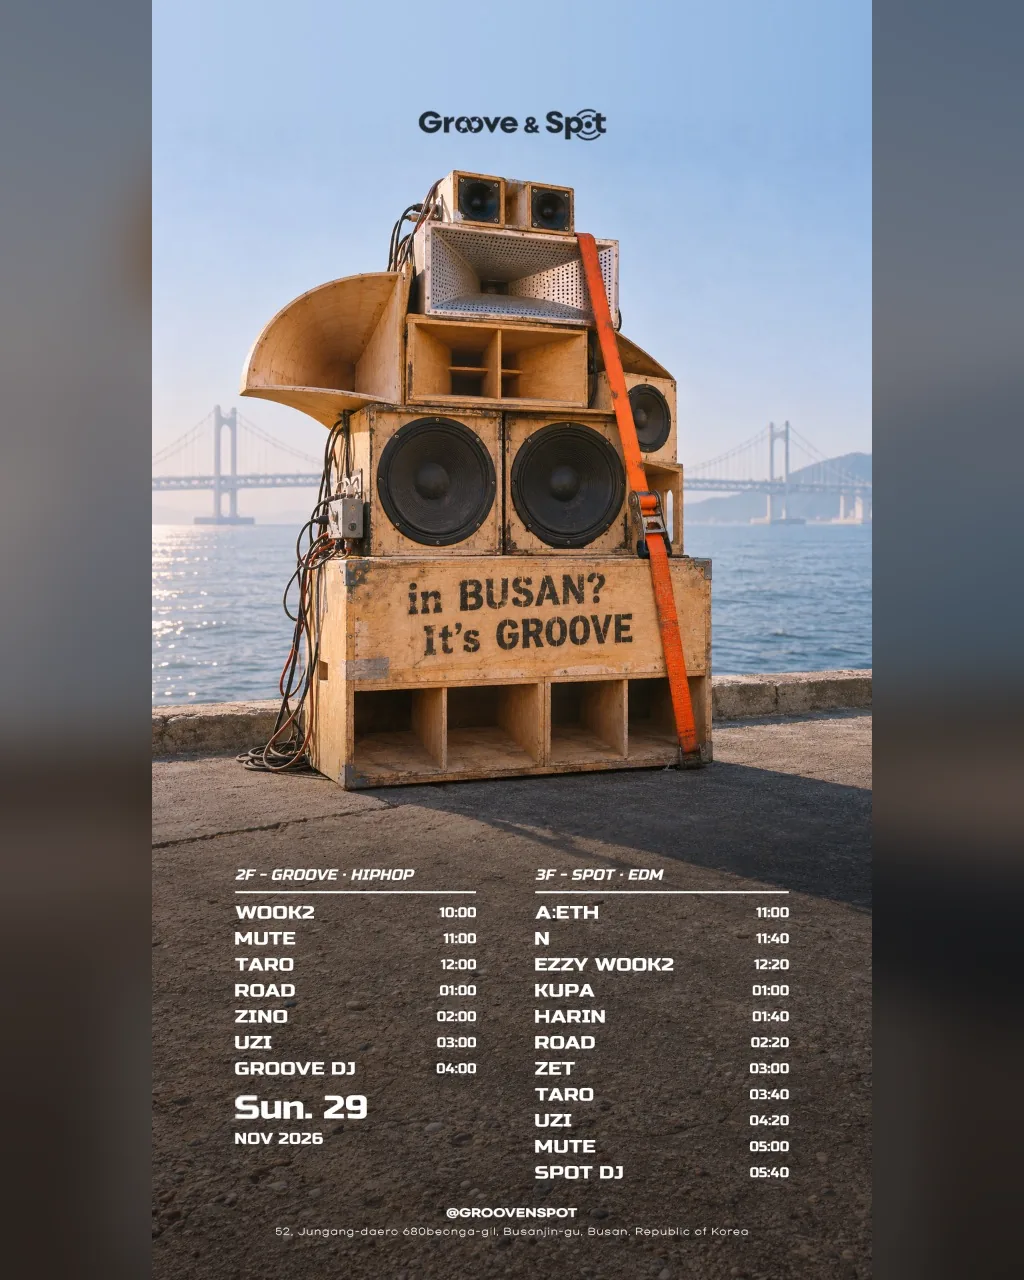 Groove & Spot
in BUSAN?
It's GROOVE
2F - GROOVE · HIPHOP
WOOK2 10:00
MUTE 11:00
TARO 12:00
ROAD 01:00
ZINO 02:00
UZI 03:00
GROOVE DJ 04:00
Sun. 29
NOV 2026
3F - SPOT · EDM
A:ETH 11:00
N 11:40
EZZY WOOK2 12:20
KUPA 01:00
HARIN 01:40
ROAD 02:20
ZET 03:00
TARO 03:40
UZI 04:20
MUTE 05:00
SPOT DJ 05:40
@GROOVENSPOT
52, Jungang-daero 680beonga-gil, Busanjin-gu, Busan, Republic of Korea